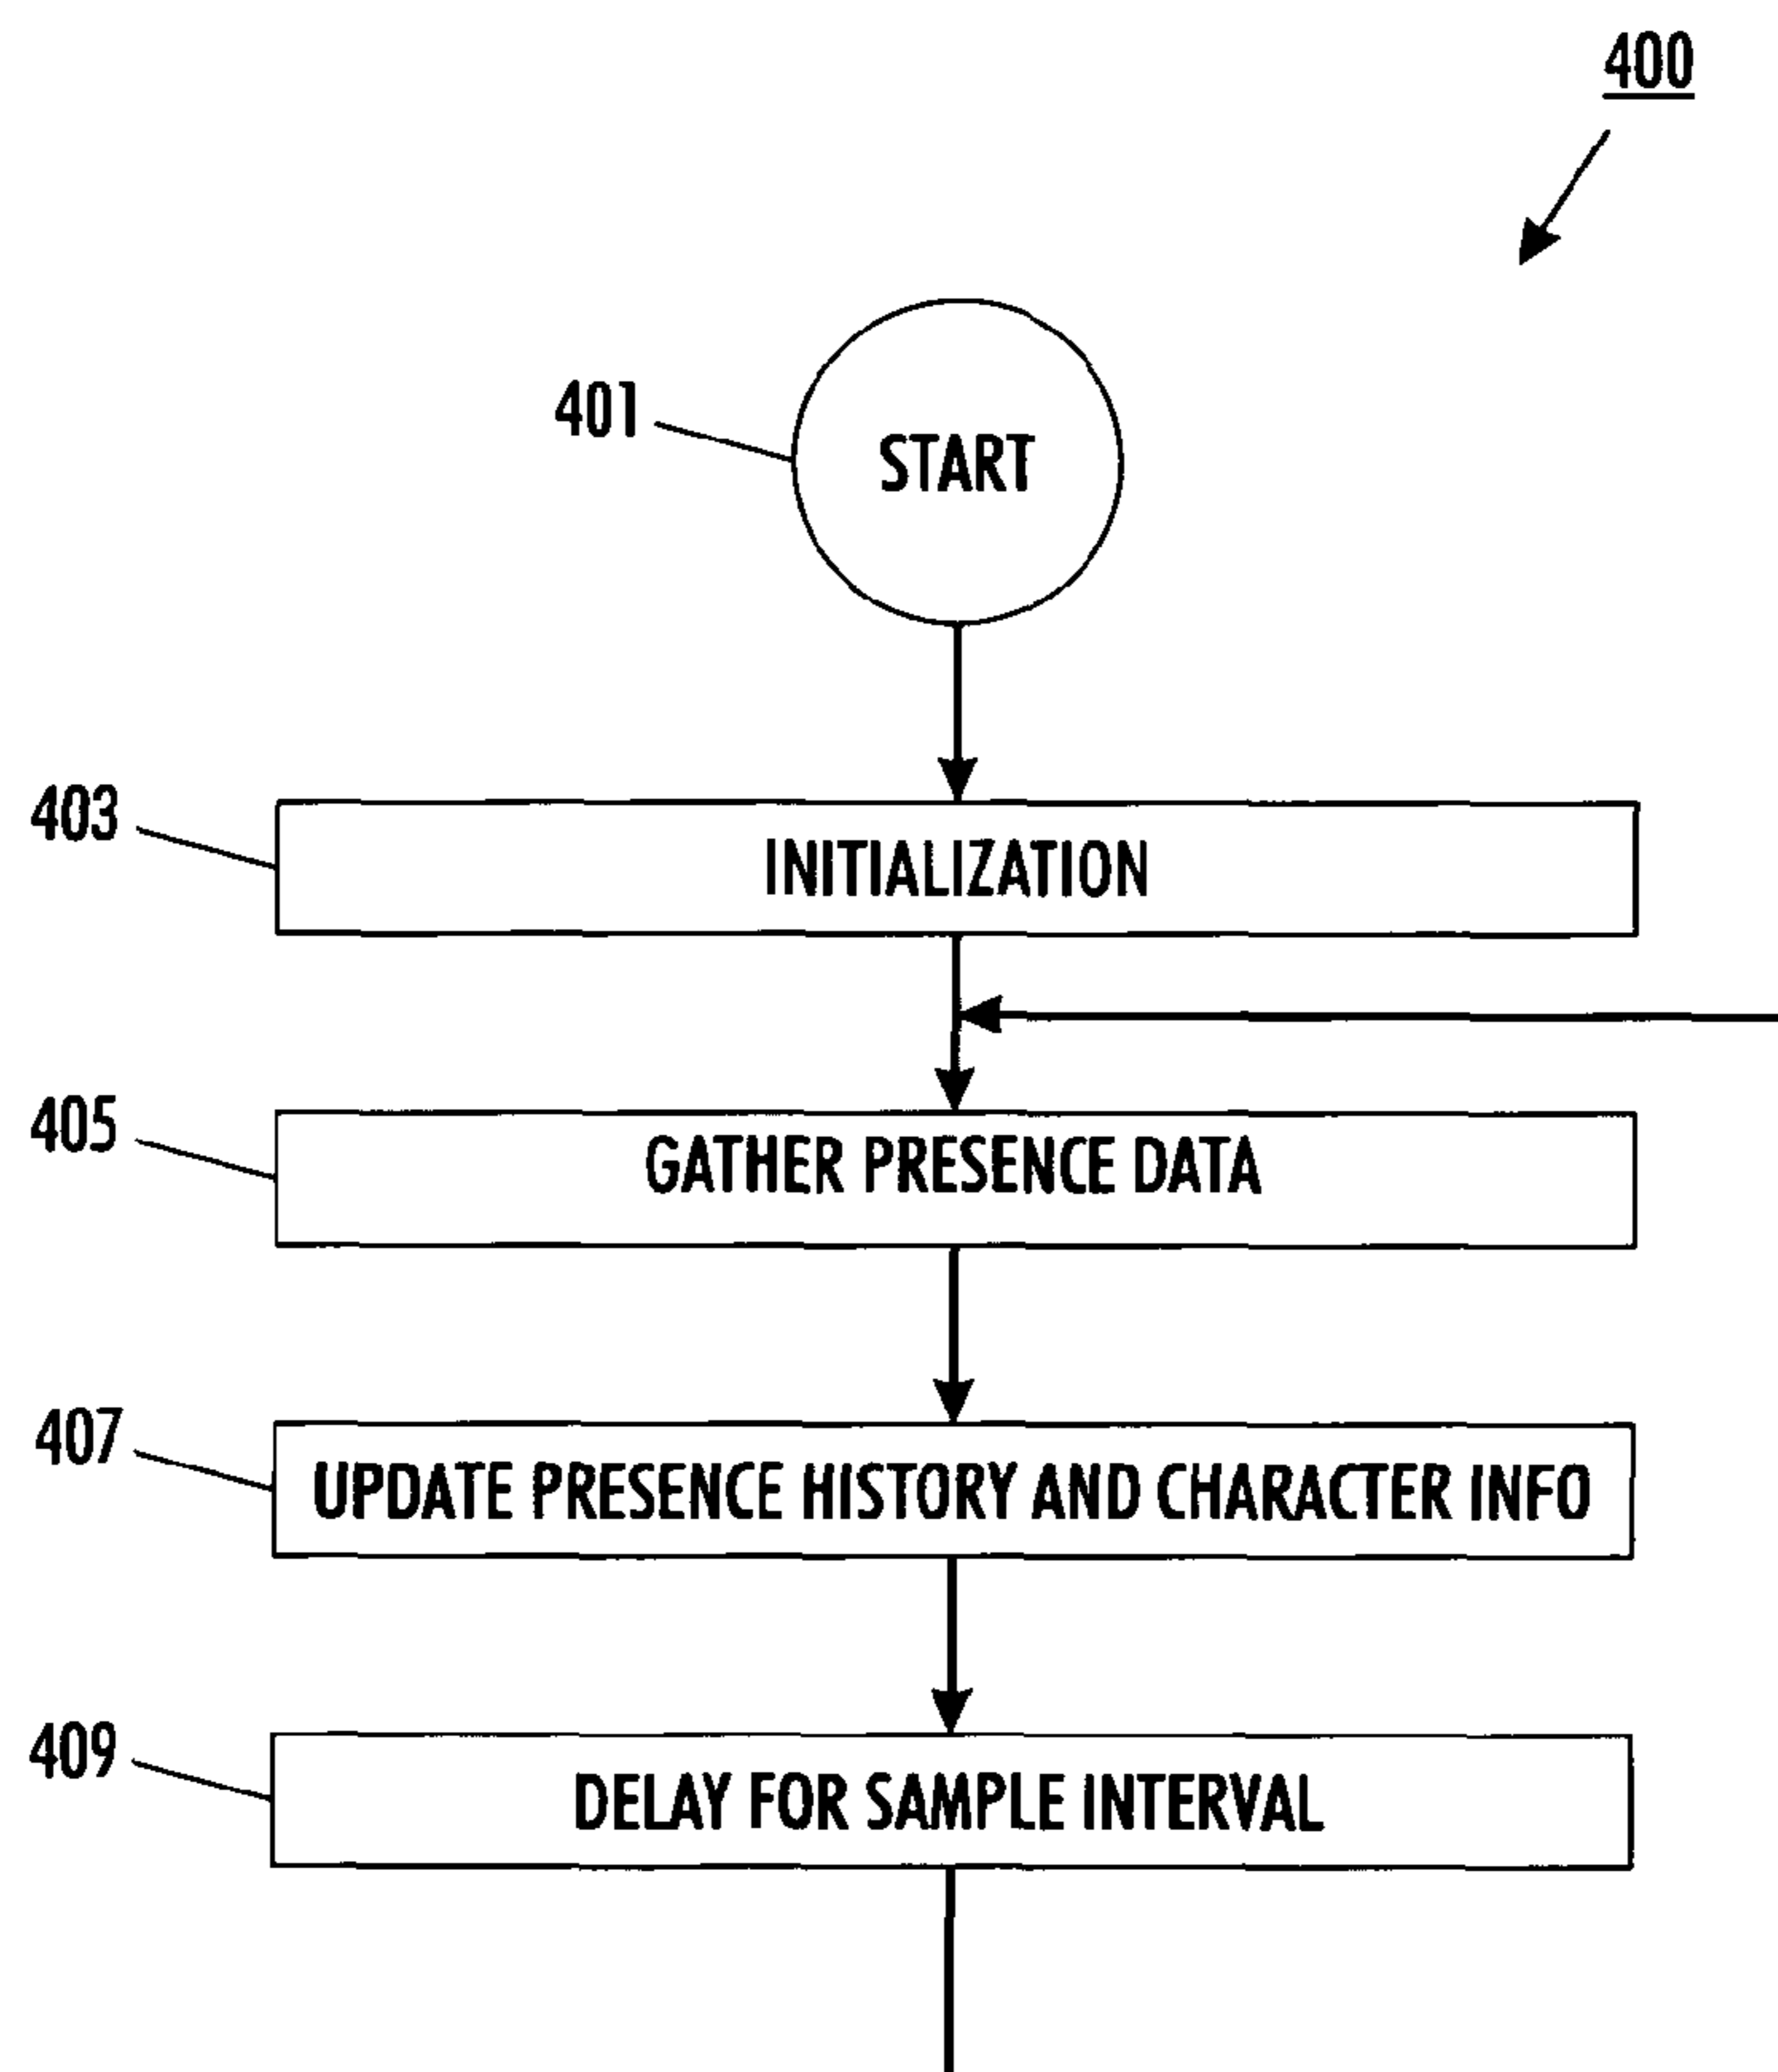 400
401
START
403
INITIALIZATION
405
GATHER PRESENCE DATA
407
UPDATE PRESENCE HISTORY AND CHARACTER INFO
409
DELAY FOR SAMPLE INTERVAL